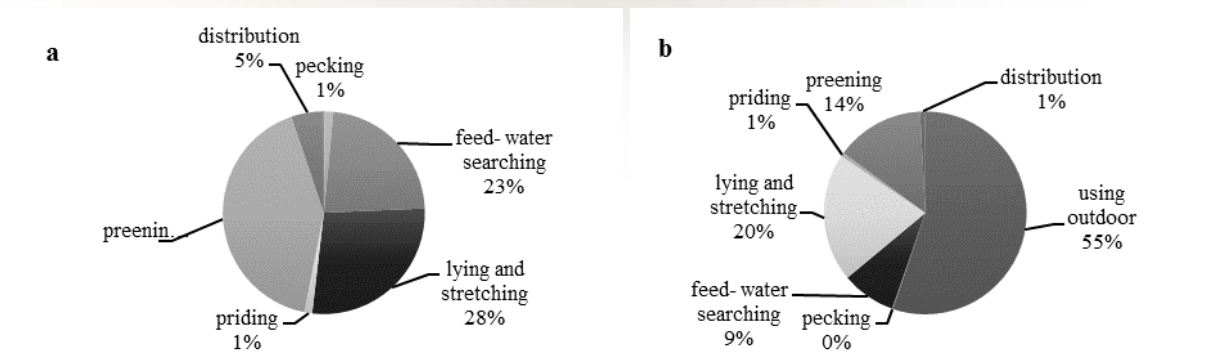 a
distribution
5%
pecking
1%
feed- water
searching
23%
lying and
stretching
28%
priding
1%
preenin...
b
preening
14%
distribution
1%
priding
1%
lying and
stretching
20%
using
outdoor
55%
feed- water
searching
9%
pecking
0%